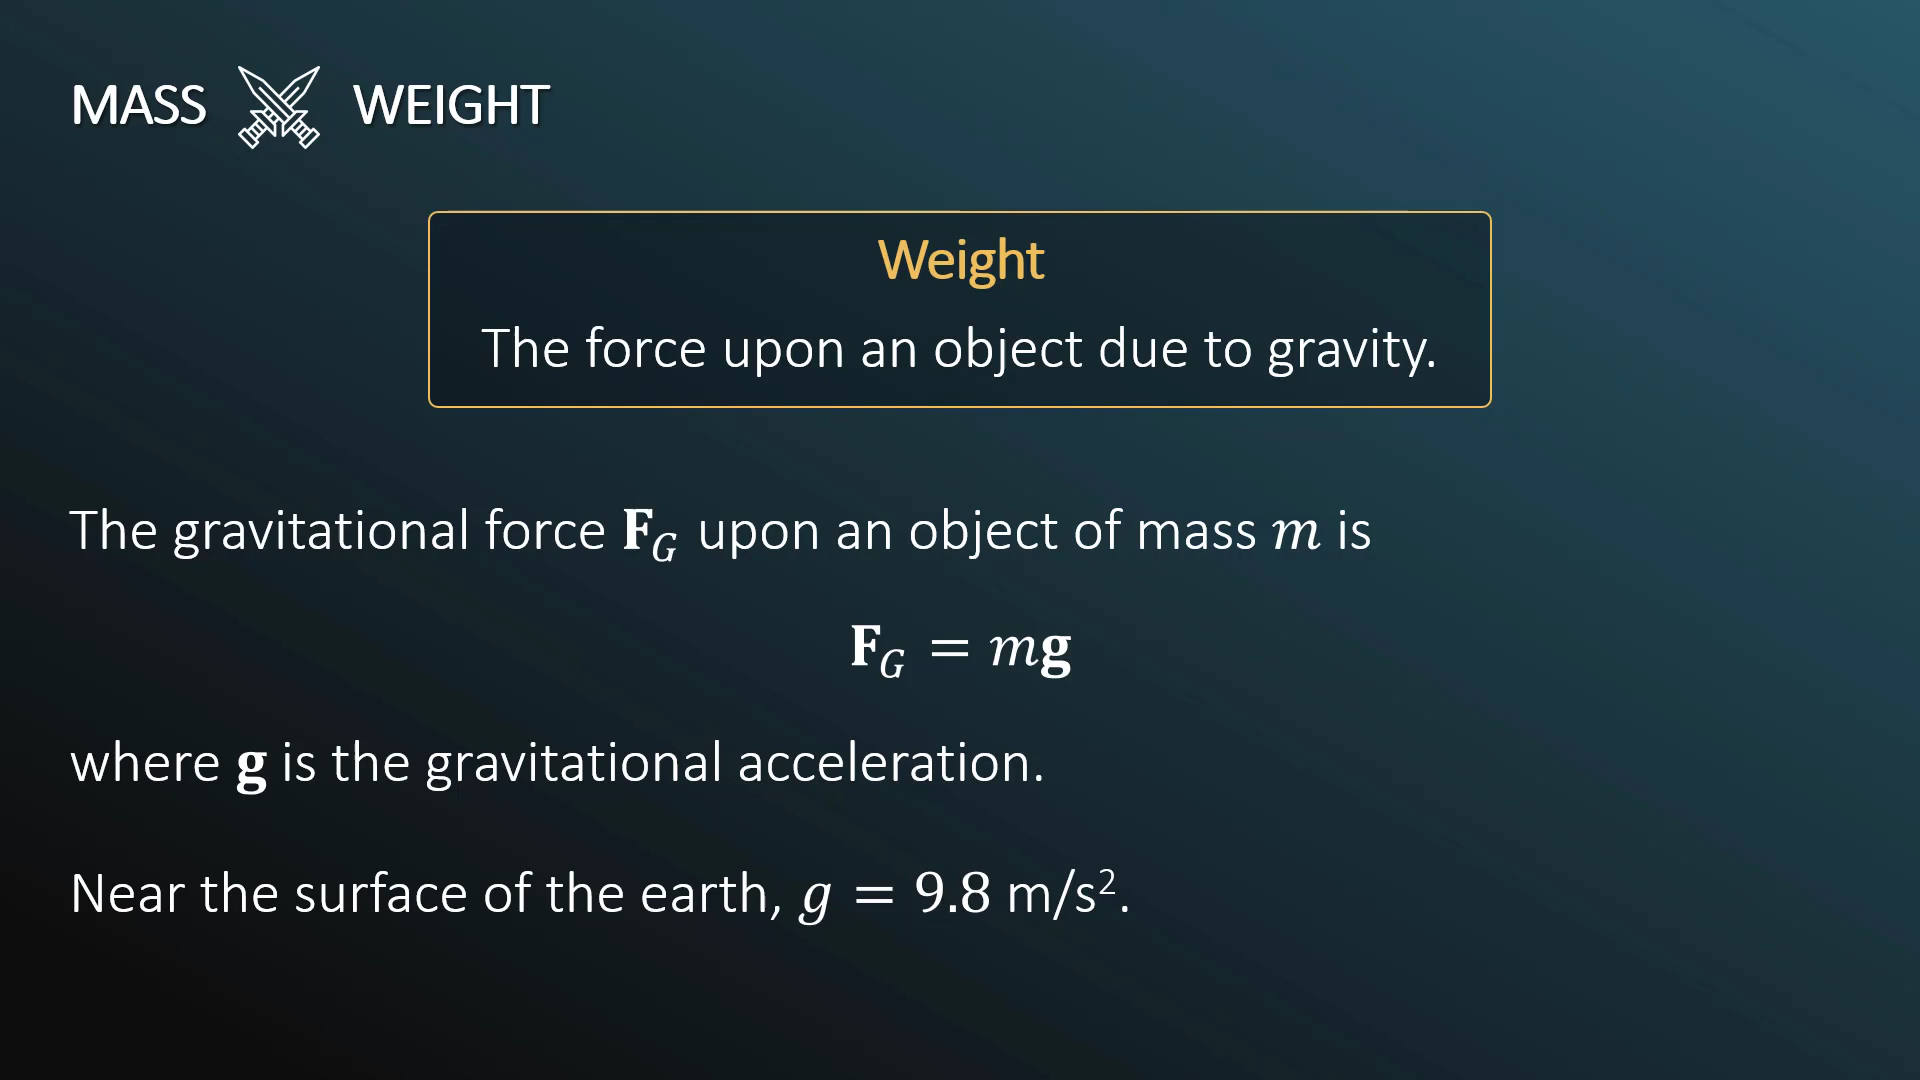 MASS WEIGHT
Weight
The force upon an object due to gravity.
The gravitational force 𝐅_G upon an object of mass m is
𝐅_G = m𝐠
where 𝐠 is the gravitational acceleration.
Near the surface of the earth, g = 9.8 m/s².